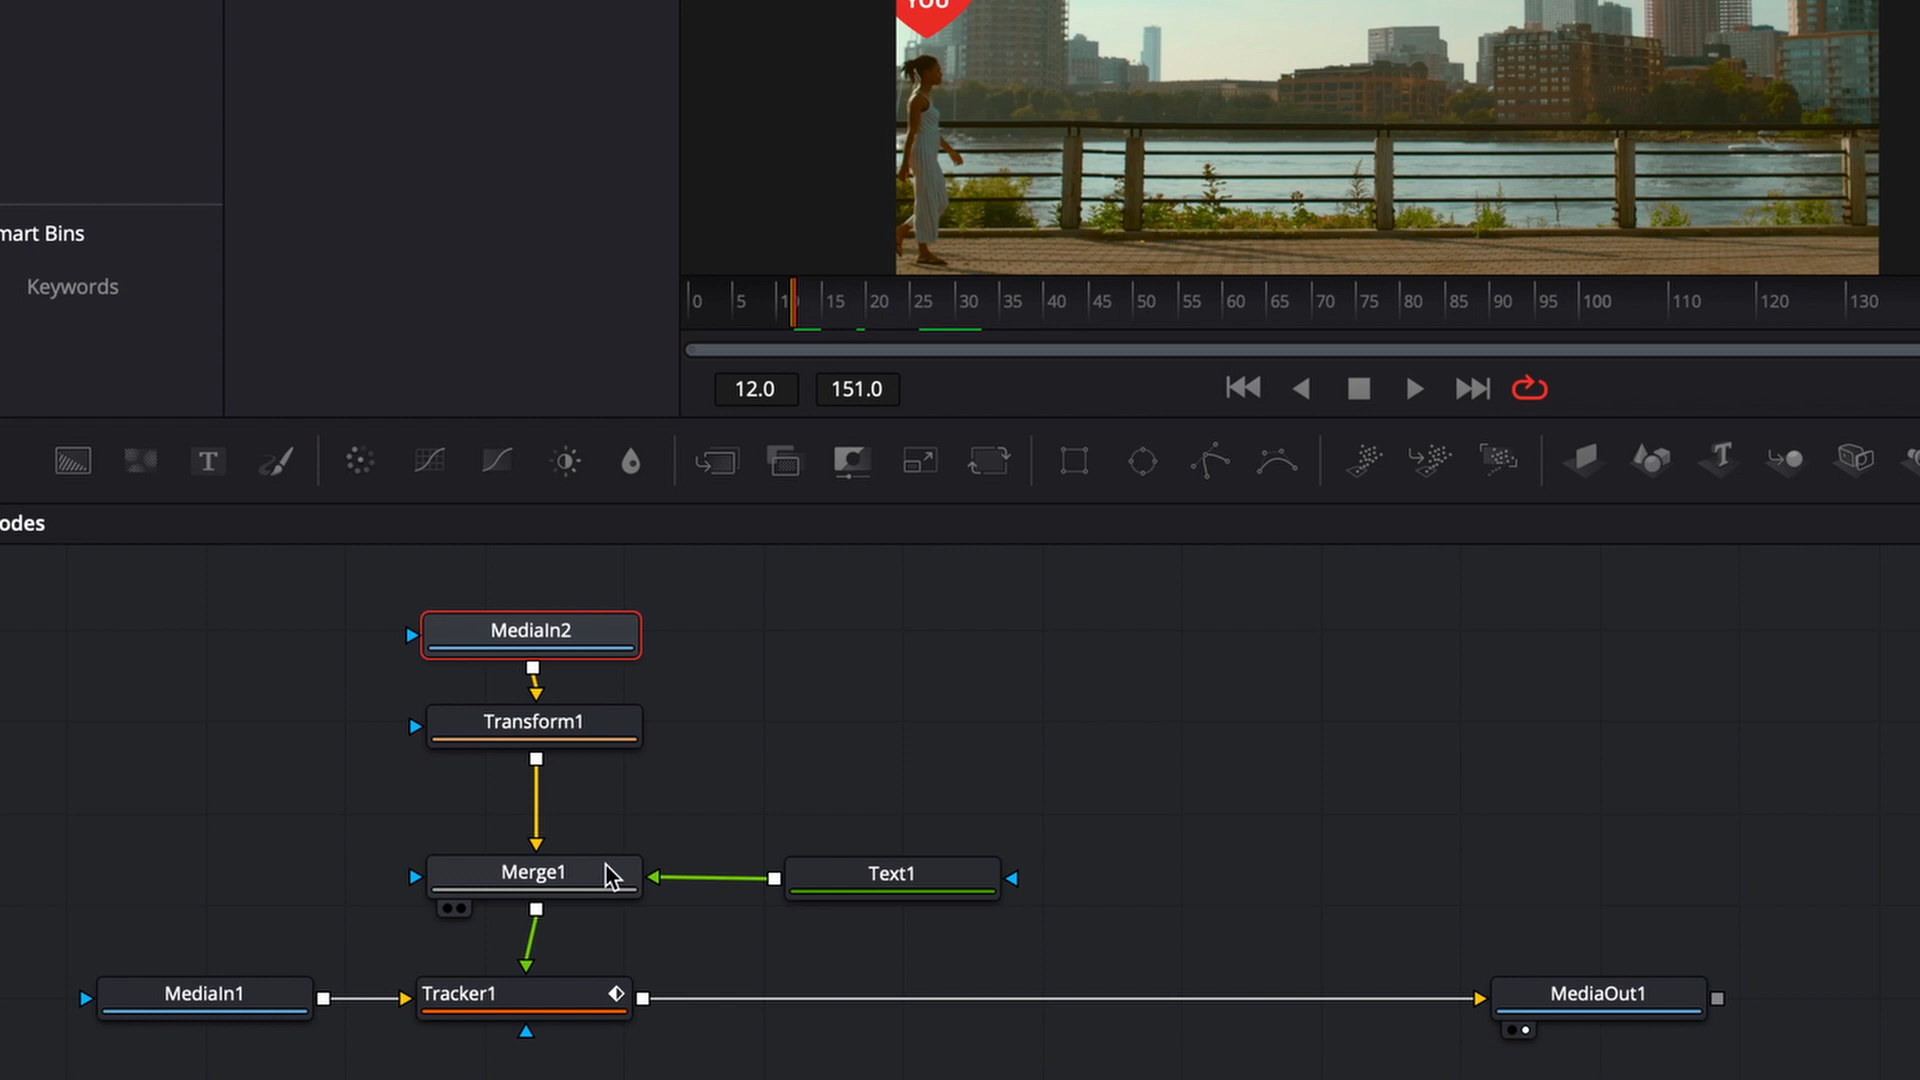 YOU
mart Bins
Keywords
0 5 10 15 20 25 30 35 40 45 50 55 60 65 70 75 80 85 90 95 100 110 120 130
12.0 151.0
T
T
odes
MediaIn2
Transform1
Merge1
Text1
MediaIn1
Tracker1
MediaOut1